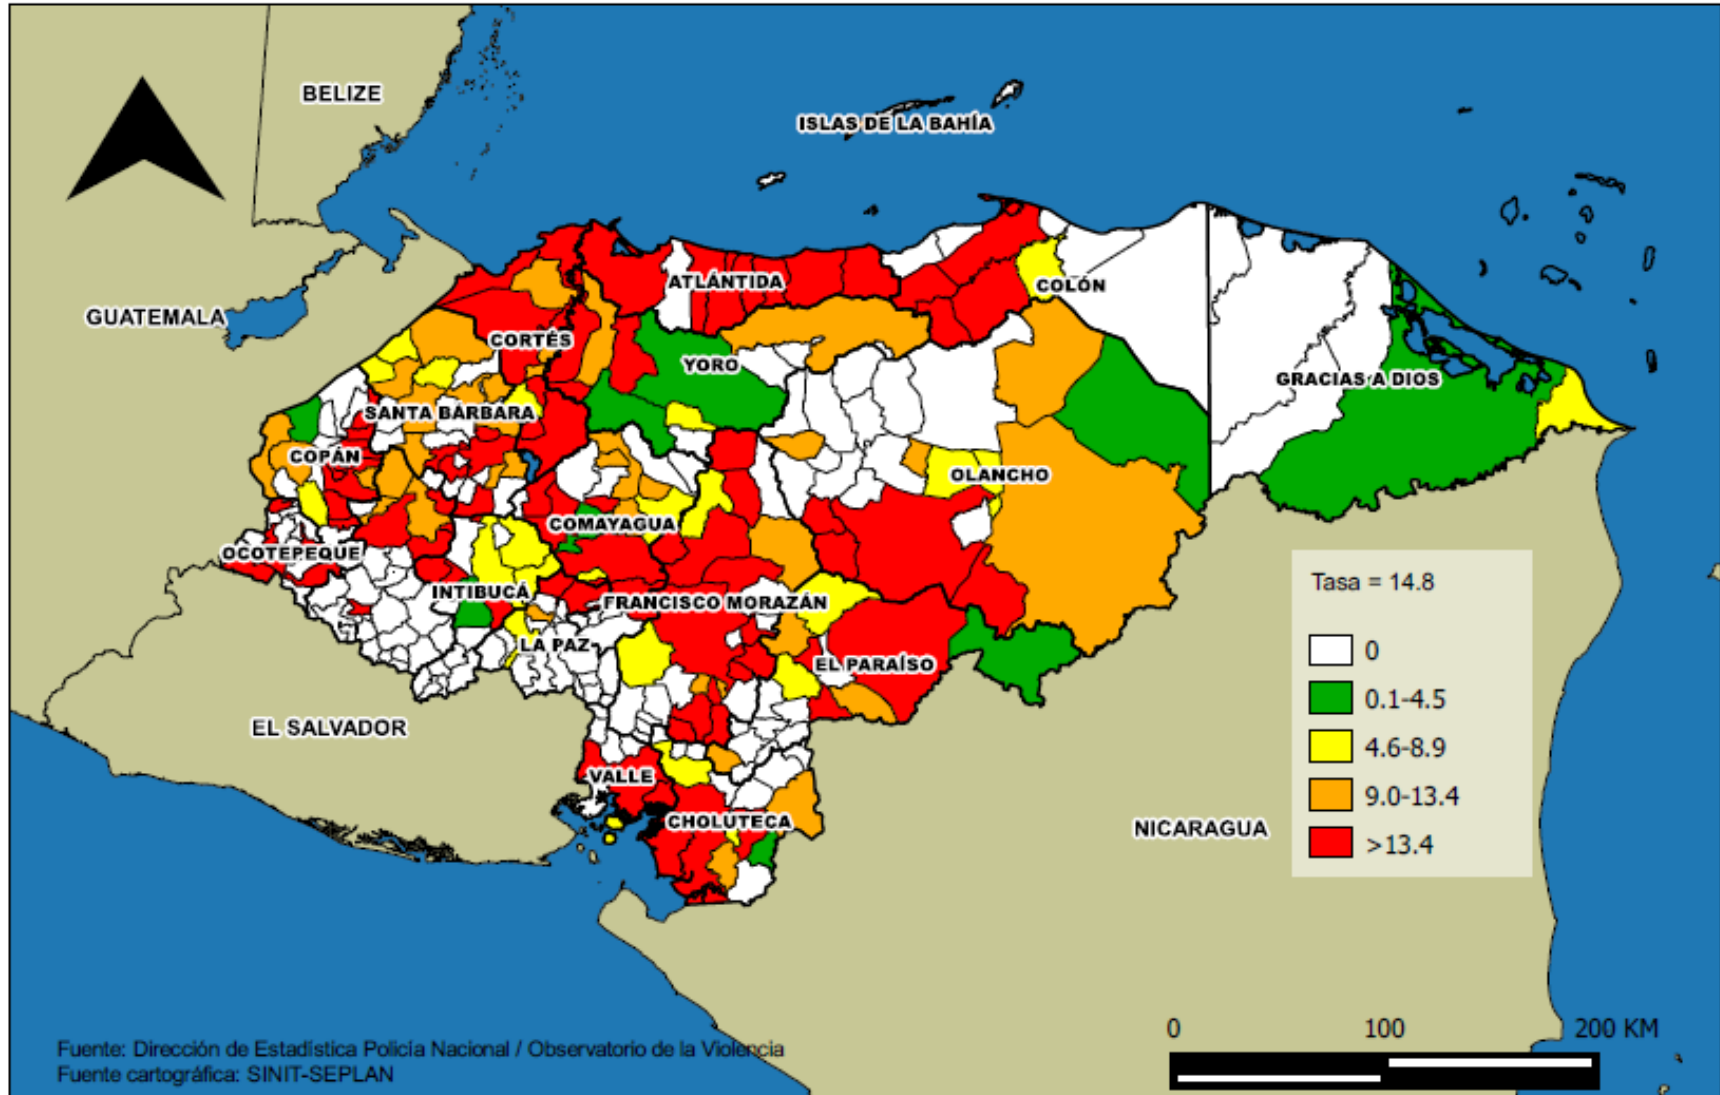 BELIZE
ISLAS DE LA BAHÍA
ATLÁNTIDA
COLÓN
GUATEMALA
CORTÉS
YORO
GRACIAS A DIOS
SANTA BÁRBARA
COPÁN
OLANCHO
COMAYAGUA
OCOTEPEQUE
INTIBUCÁ
FRANCISCO MORAZÁN
LA PAZ
EL PARAÍSO
EL SALVADOR
VALLE
CHOLUTECA
NICARAGUA
Tasa = 14.8
0
0.1-4.5
4.6-8.9
9.0-13.4
>13.4
0 100 200 KM
Fuente: Dirección de Estadística Policía Nacional / Observatorio de la Violencia
Fuente cartográfica: SINIT-SEPLAN